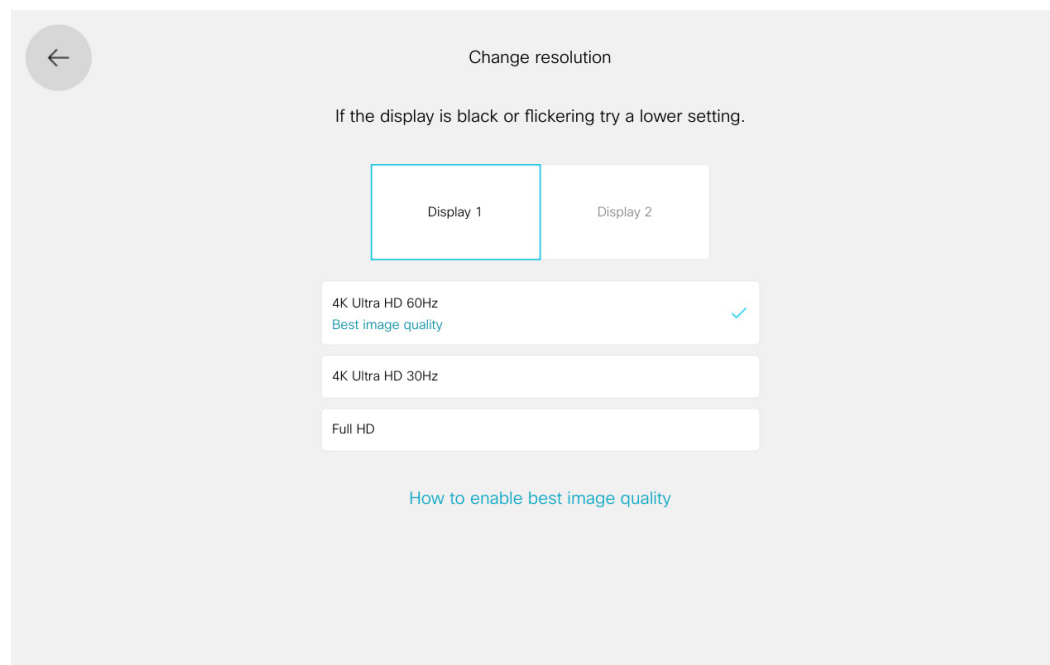 Change resolution
If the display is black or flickering try a lower setting.
Display 1
Display 2
4K Ultra HD 60Hz
Best image quality
4K Ultra HD 30Hz
Full HD
How to enable best image quality